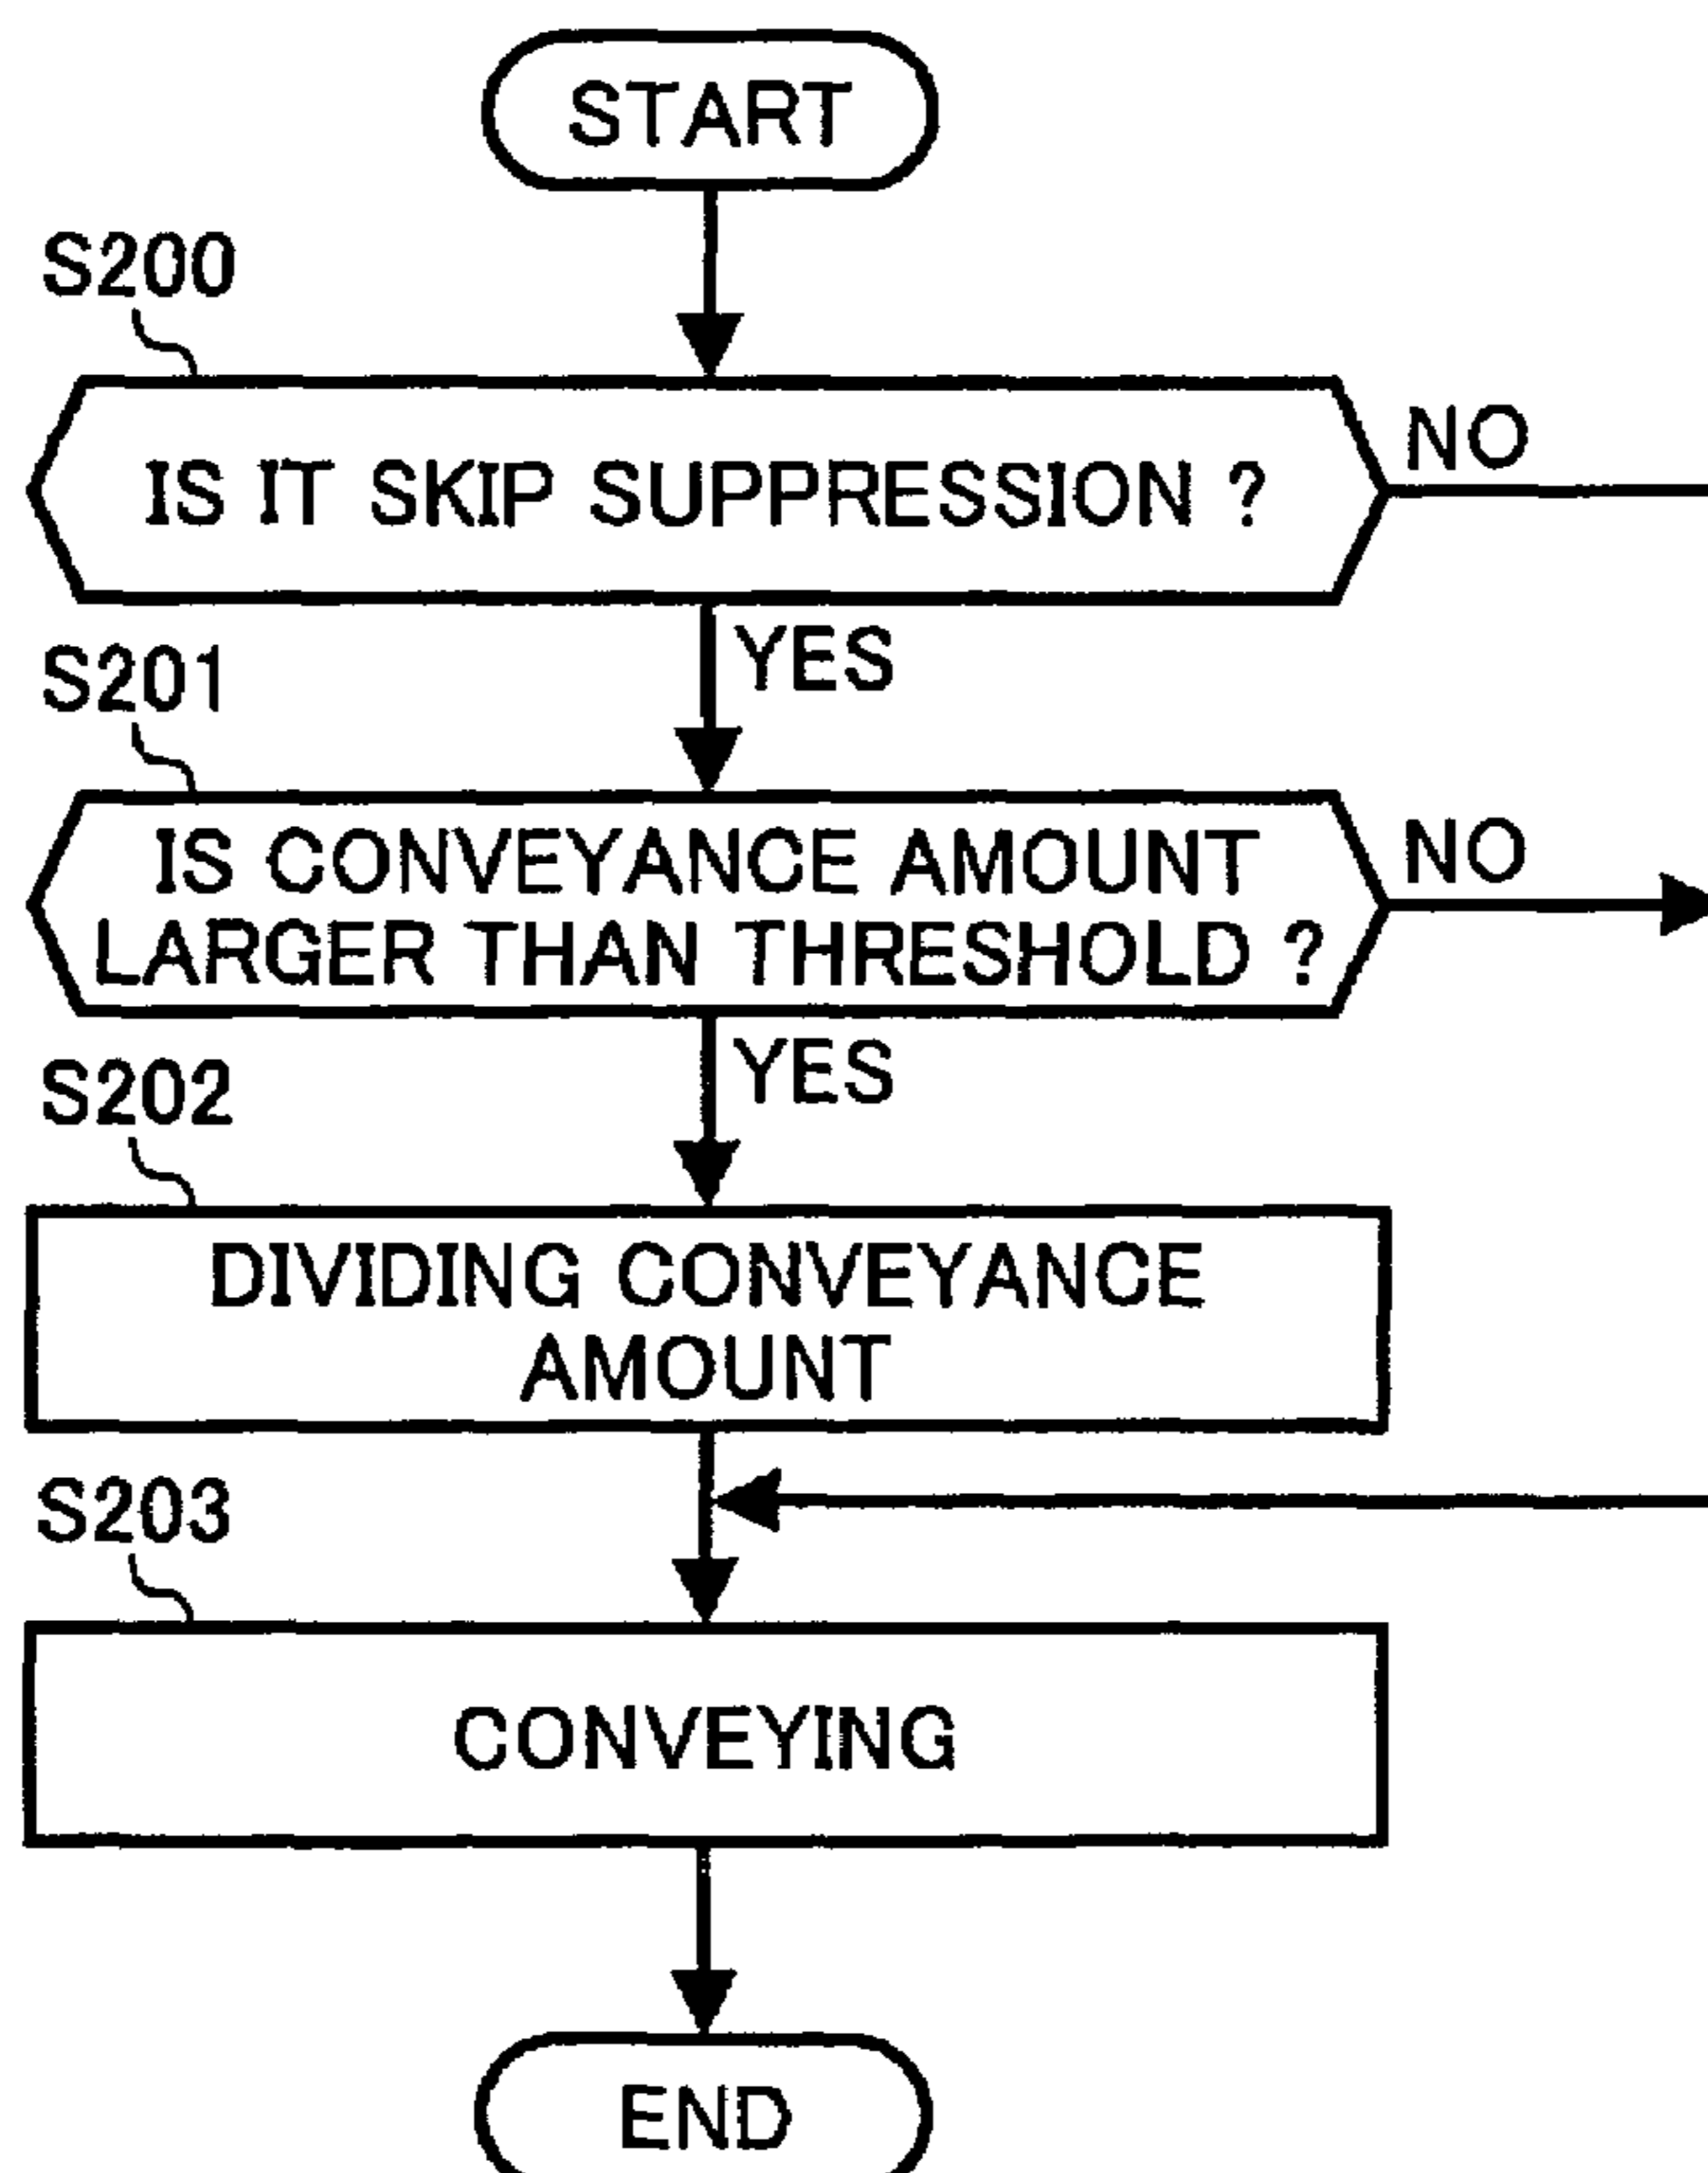 START
S200
IS IT SKIP SUPPRESSION ?
NO
YES
S201
IS CONVEYANCE AMOUNT
LARGER THAN THRESHOLD ?
NO
YES
S202
DIVIDING CONVEYANCE
AMOUNT
S203
CONVEYING
END